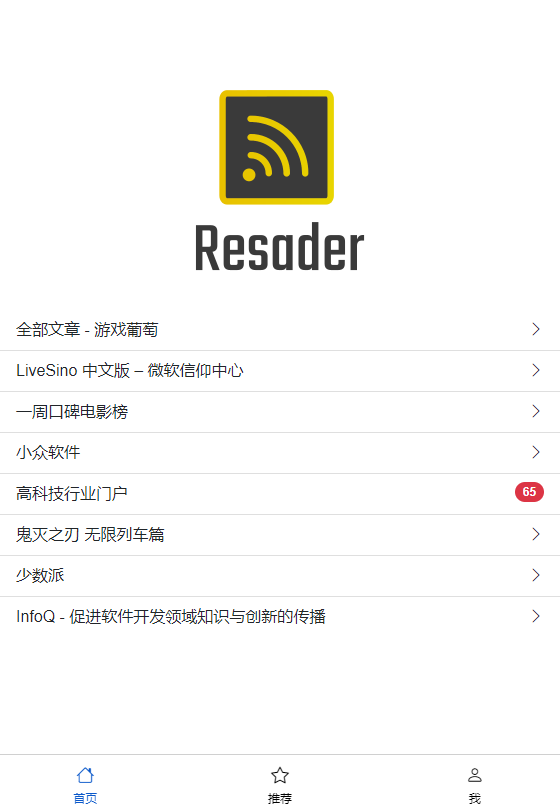 Resader
全部文章 - 游戏葡萄
LiveSino 中文版 – 微软信仰中心
一周口碑电影榜
小众软件
高科技行业门户
65
鬼灭之刃 无限列车篇
少数派
InfoQ - 促进软件开发领域知识与创新的传播
首页
推荐
我